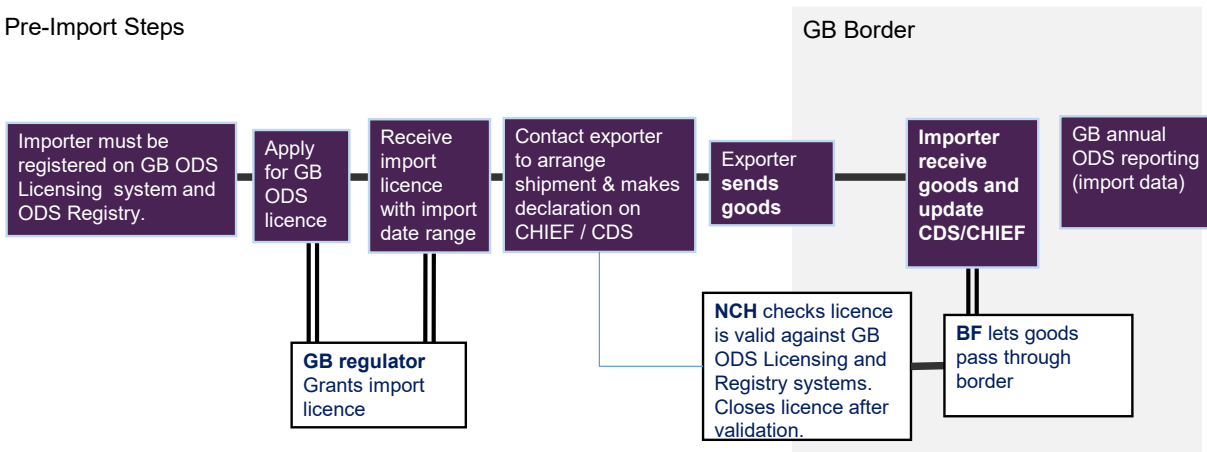 Pre-Import Steps
GB Border
Importer must be
registered on GB ODS
Licensing system and
ODS Registry.
Apply
for GB
ODS
licence
Receive
import
licence
with import
date range
Contact exporter
to arrange
shipment & makes
declaration on
CHIEF / CDS
Exporter
sends
goods
Importer
receive
goods and
update
CDS/CHIEF
GB annual
ODS reporting
(import data)
GB regulator
Grants import
licence
NCH checks licence
is valid against GB
ODS Licensing and
Registry systems.
Closes licence after
validation.
BF lets goods
pass through
border